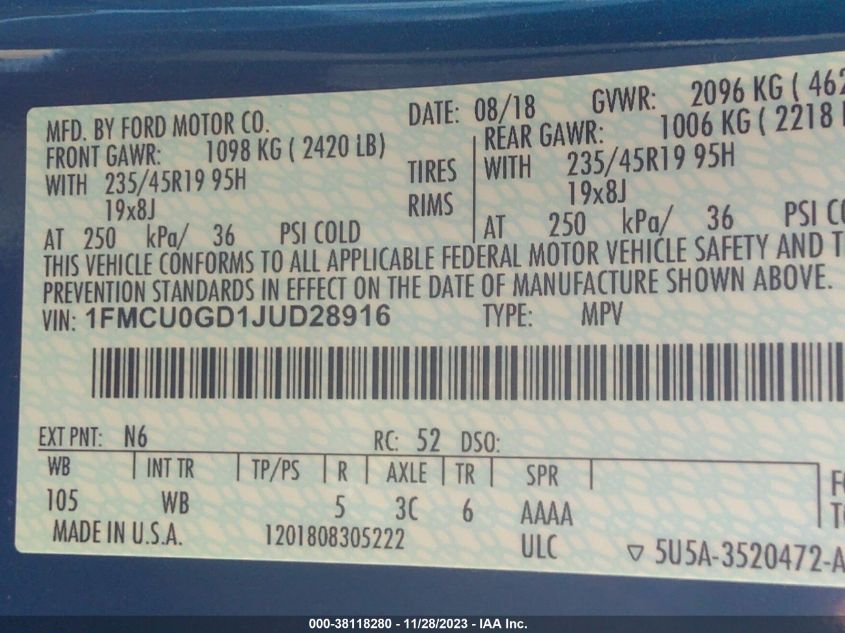 MFD. BY FORD MOTOR CO. DATE: 08/18 GVWR: 2096 KG ( 462
FRONT GAWR: 1098 KG ( 2420 LB) REAR GAWR: 1006 KG ( 2218
WITH 235/45R19 95H TIRES WITH 235/45R19 95H
19x8J RIMS 19x8J
AT 250 kPa/ 36 PSI COLD AT 250 kPa/ 36 PSI CO
THIS VEHICLE CONFORMS TO ALL APPLICABLE FEDERAL MOTOR VEHICLE SAFETY AND T
PREVENTION STANDARDS IN EFFECT ON THE DATE OF MANUFACTURE SHOWN ABOVE.
VIN: 1FMCU0GD1JUD28916 TYPE: MPV
EXT PNT: N6 RC: 52 DSO:
WB INT TR TP/PS R AXLE TR SPR
105 WB 5 3C 6 AAAA
MADE IN U.S.A. 1201808305222 ULC ▽ 5U5A-3520472-A
000-38118280 - 11/28/2023 - IAA Inc.